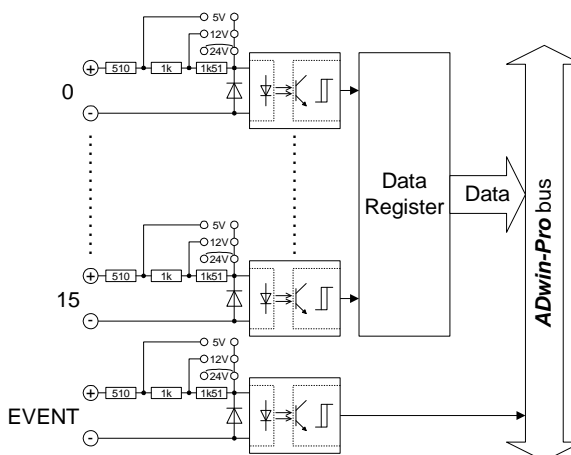 5V
12V
24V
+ 510 1k 1k51
0
-
Data Register
Data
ADwin-Pro bus
5V
12V
24V
+ 510 1k 1k51
15
-
5V
12V
24V
+ 510 1k 1k51
EVENT
-